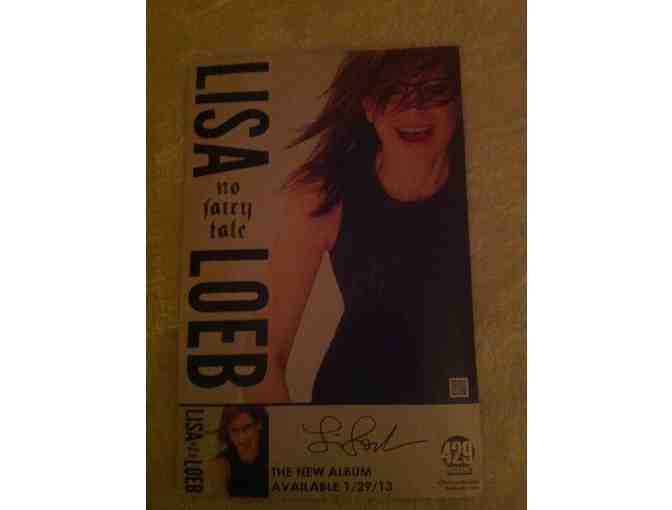 LISA
no
fairy
tale
LOEB
LISA
LOEB
THE NEW ALBUM
AVAILABLE 1/29/13
429